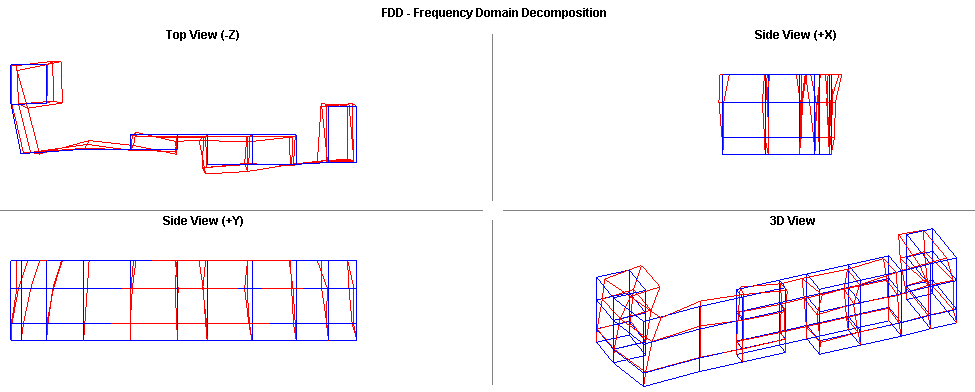 FDD - Frequency Domain Decomposition
Top View (-Z)
Side View (+X)
Side View (+Y)
3D View